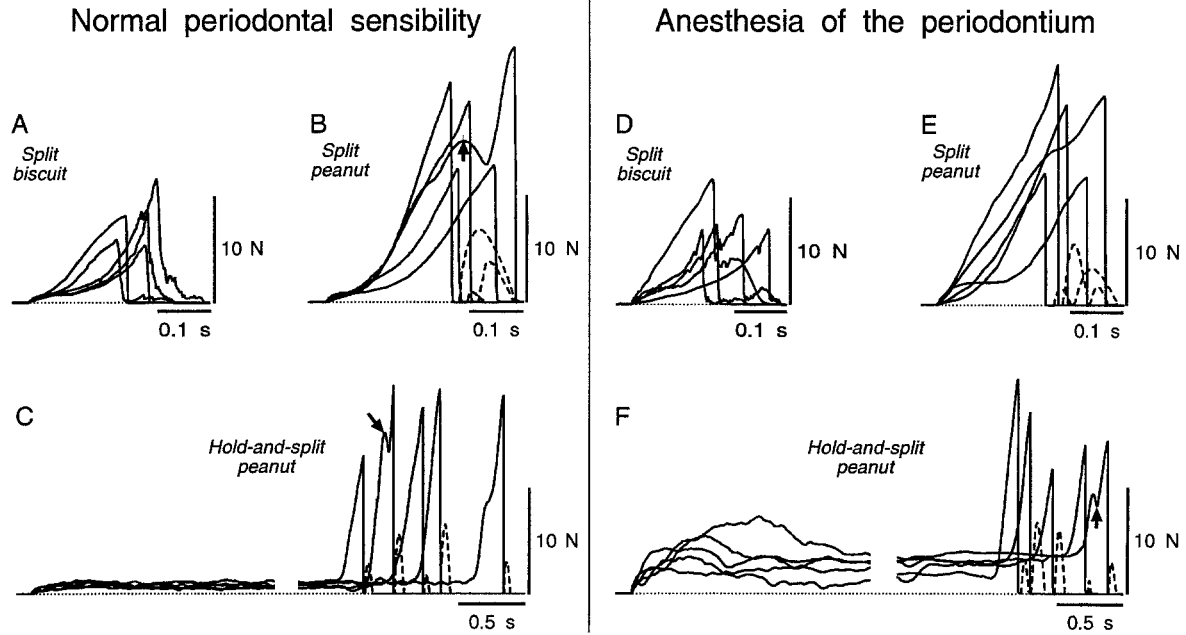 Normal periodontal sensibility
Anesthesia of the periodontium
A
Split
biscuit
10 N
0.1 s
B
Split
peanut
10 N
0.1 s
D
Split
biscuit
10 N
0.1 s
E
Split
peanut
10 N
0.1 s
C
Hold-and-split
peanut
10 N
0.5 s
F
Hold-and-split
peanut
10 N
0.5 s